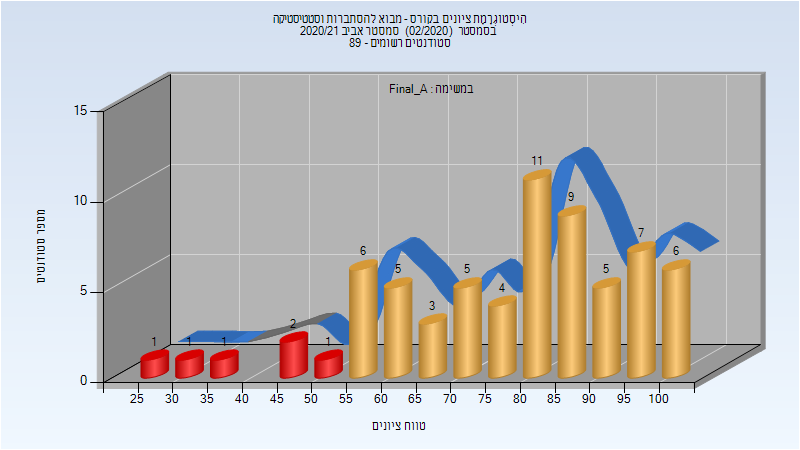 היסטוגרמת ציונים בקורס - מבוא להסתברות וסטטיסטיקה
בסמסטר (02/2020) סמסטר אביב 2020/21
סטודנטים רשומים - 89
במשימה : Final_A
15
10
5
0
מספר סטודנטים
1 1 1 2 1 6 5 3 5 4 11 9 5 7 6
25 30 35 40 45 50 55 60 65 70 75 80 85 90 95 100
טווח ציונים